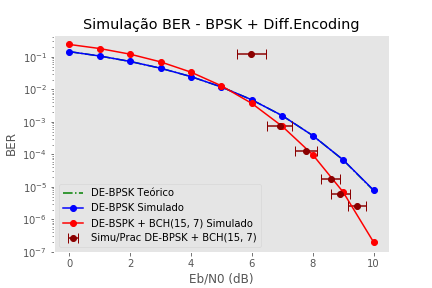 Simulação BER - BPSK + Diff.Encoding
10⁻¹
10⁻²
10⁻³
10⁻⁴
10⁻⁵
10⁻⁶
10⁻⁷
BER
DE-BPSK Teórico
DE-BPSK Simulado
DE-BSPK + BCH(15, 7) Simulado
Simu/Prac DE-BPSK + BCH(15, 7)
0 2 4 6 8 10
Eb/N0 (dB)